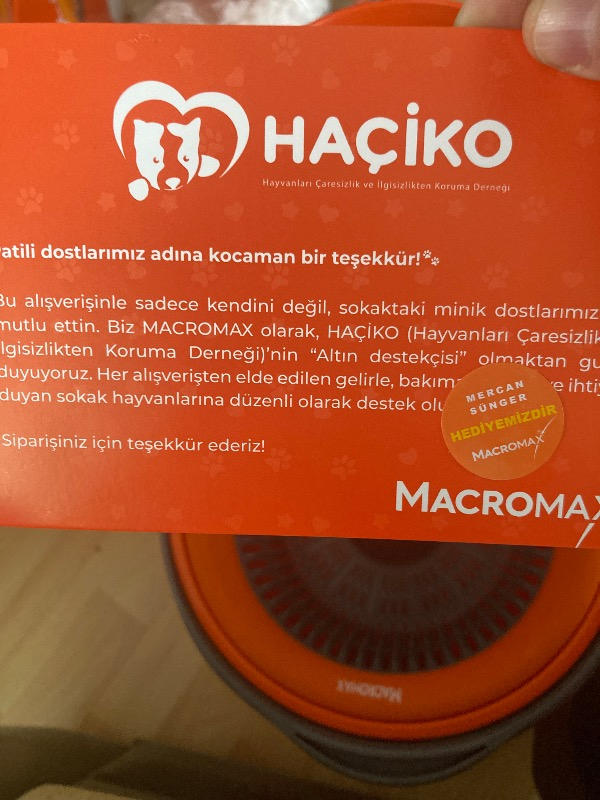 HAÇİKO
Hayvanları Çaresizlik ve İlgisizlikten Koruma Derneği
atili dostlarımız adına kocaman bir teşekkür!
Bu alışverişinle sadece kendini değil, sokaktaki minik dostlarımız
mutlu ettin. Biz MACROMAX olarak, HAÇİKO (Hayvanları Çaresizlik
lgisizlikten Koruma Derneği)'nin “Altın destekçisi” olmaktan gu
duyuyoruz. Her alışverişten elde edilen gelirle, bakıma ve ihtiy
duyan sokak hayvanlarına düzenli olarak destek olu
MERCAN
SÜNGER
HEDİYEMİZDİR
MACROMAX
Siparişiniz için teşekkür ederiz!
MACROMAX
MACROMAX